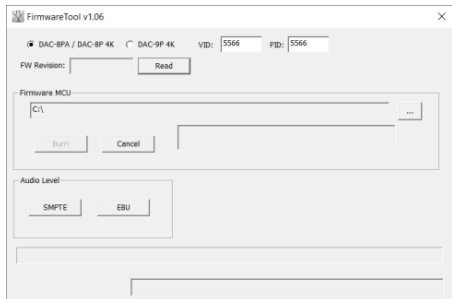 FirmwareTool v1.06
DAC-8PA / DAC-8P 4K DAC-9P 4K VID: 5566 PID: 5566
FW Revision: Read
Firmware MCU
C:\
...
Burn Cancel
Audio Level
SMPTE EBU